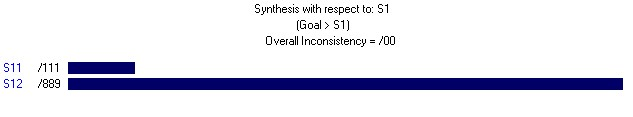 Synthesis with respect to: S1
(Goal > S1)
Overall Inconsistency = /00
S11 /111
S12 /889